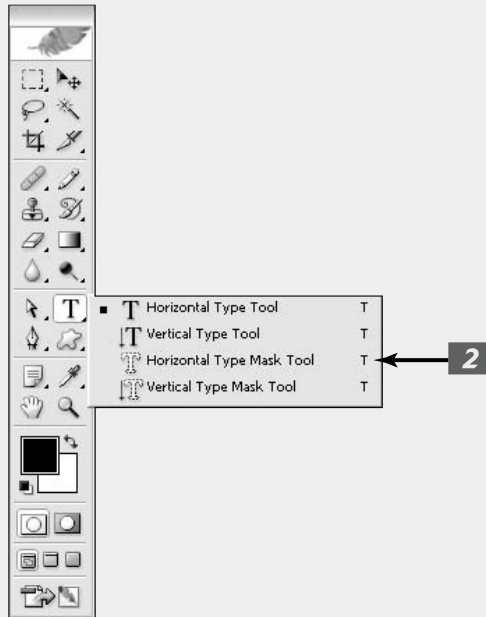 T
Horizontal Type Tool T
T Vertical Type Tool T
T Horizontal Type Mask Tool T
T Vertical Type Mask Tool T
2